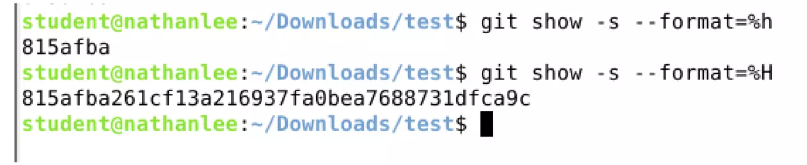 student@nathanlee:~/Downloads/test$ git show -s --format=%h
815afba
student@nathanlee:~/Downloads/test$ git show -s --format=%H
815afba261cf13a216937fa0bea7688731dfca9c
student@nathanlee:~/Downloads/test$